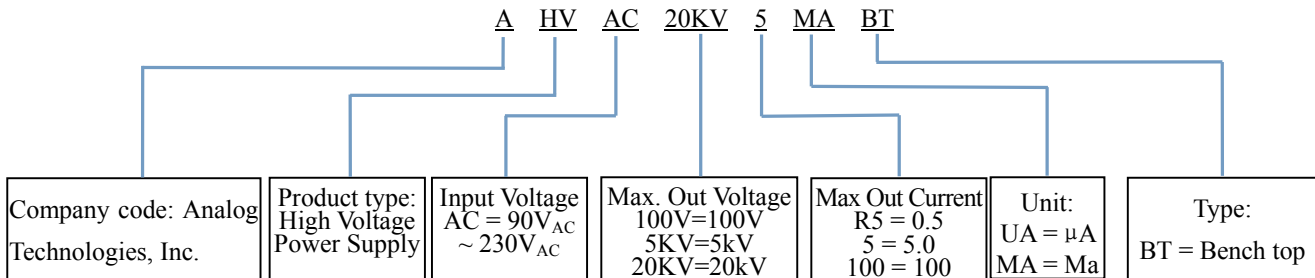 A HV AC 20KV 5 MA BT
Company code: Analog
Technologies, Inc.
Product type:
High Voltage
Power Supply
Input Voltage
AC = 90VAC
~ 230VAC
Max. Out Voltage
100V=100V
5KV=5kV
20KV=20kV
Max Out Current
R5 = 0.5
5 = 5.0
100 = 100
Unit:
UA = μA
MA = Ma
Type:
BT = Bench top